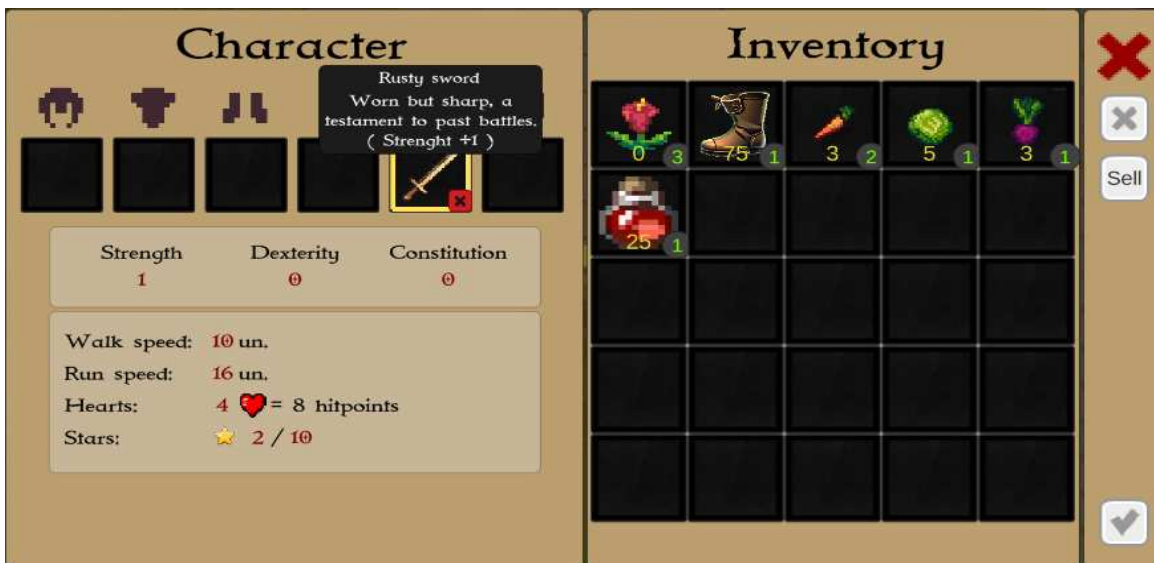 Character
Rusty sword
Worn but sharp, a
testament to past battles.
( Strenght +1 )
Strength Dexterity Constitution
1 0 0
Walk speed: 10 un.
Run speed: 16 un.
Hearts: 4 = 8 hitpoints
Stars: 2 / 10
Inventory
0 3 75 1 3 2 5 1 3 1
25 1
Sell